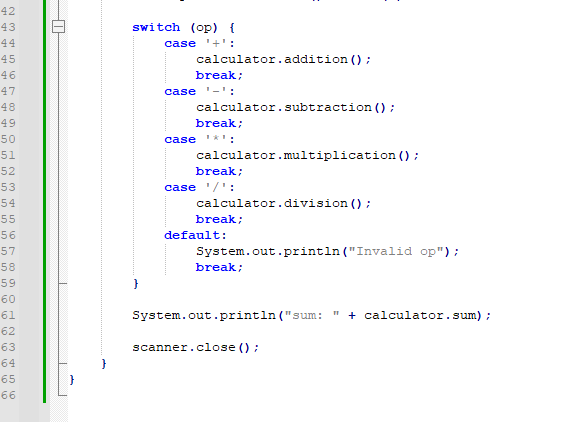 42
43 switch (op) {
44 case '+':
45 calculator.addition();
46 break;
47 case '-':
48 calculator.subtraction();
49 break;
50 case '*':
51 calculator.multiplication();
52 break;
53 case '/':
54 calculator.division();
55 break;
56 default:
57 System.out.println("Invalid op");
58 break;
59 }
60
61 System.out.println("sum: " + calculator.sum);
62
63 scanner.close();
64 }
65 }
66